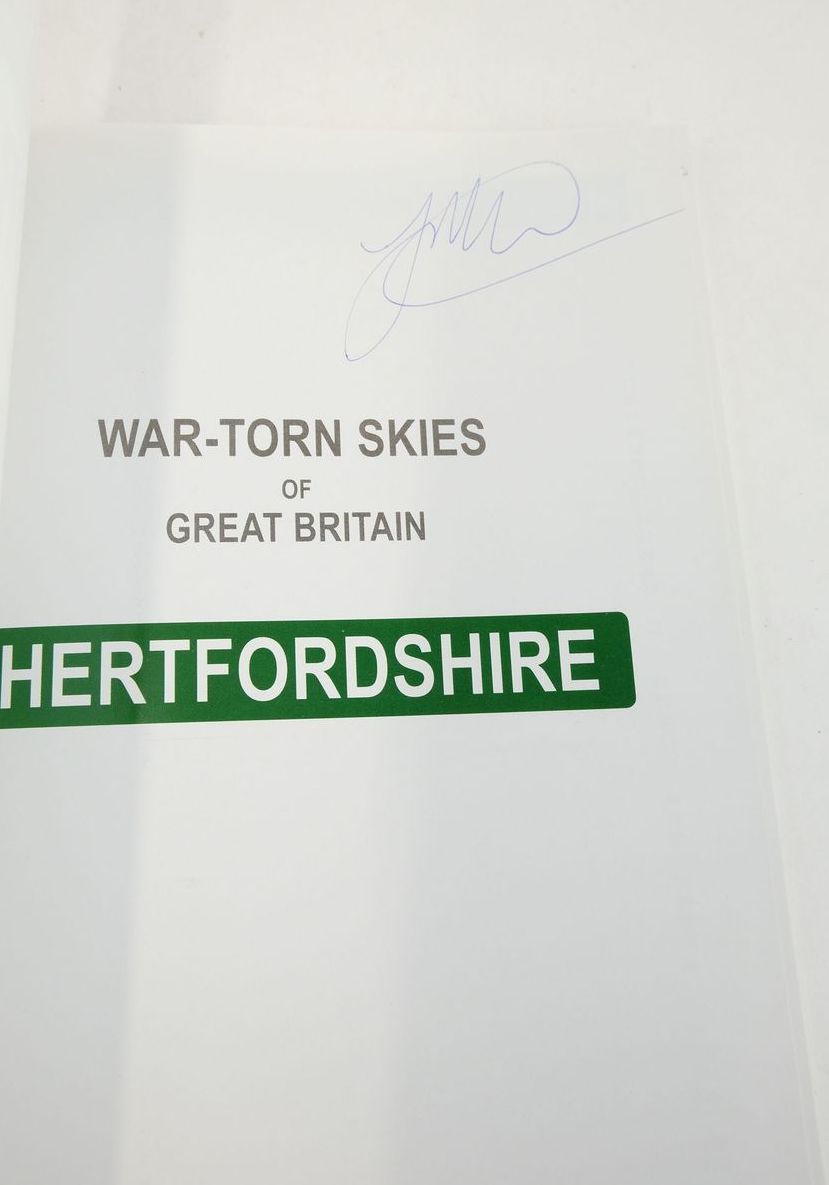 WAR-TORN SKIES
OF
GREAT BRITAIN
HERTFORDSHIRE